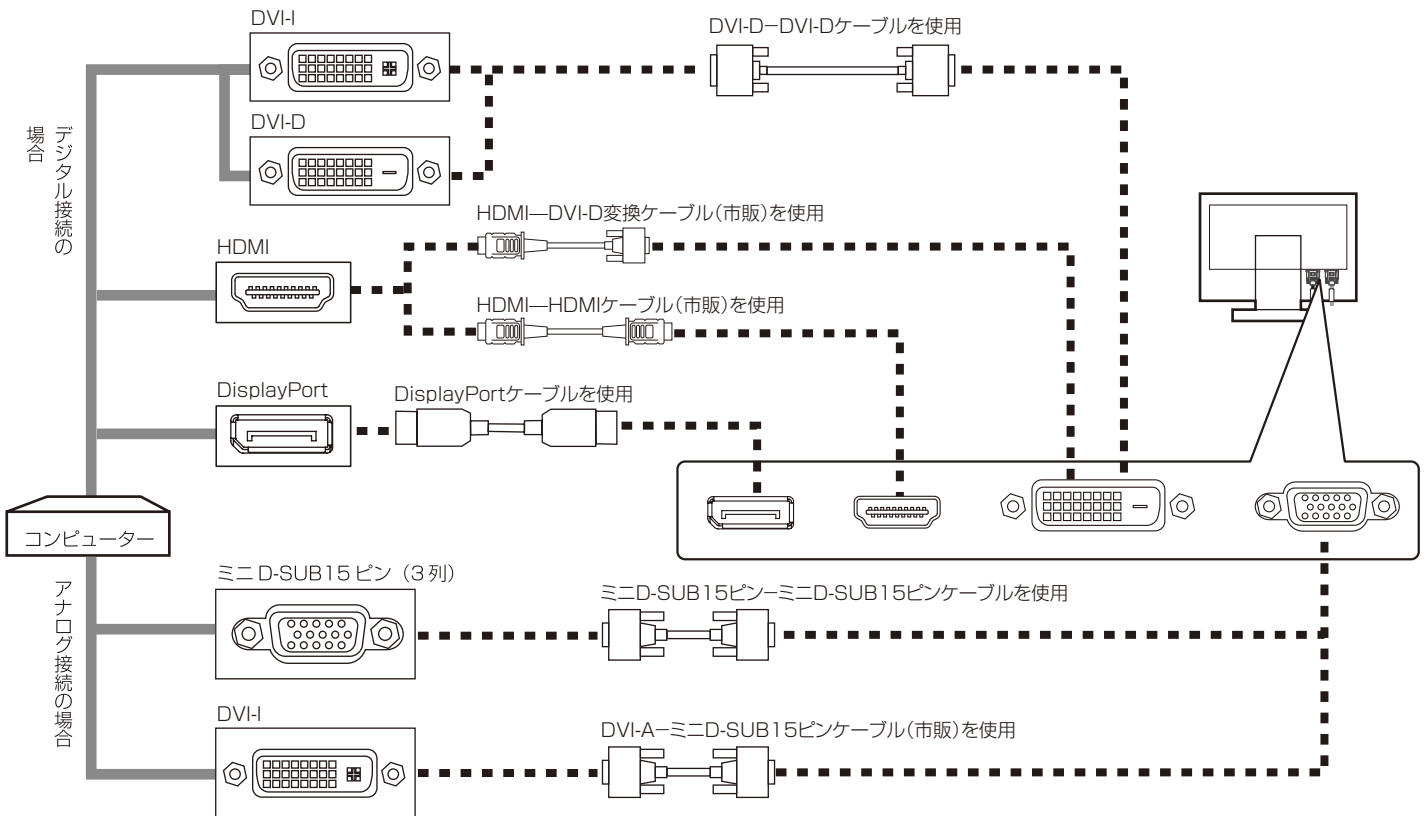 DVI-I
DVI-D−DVI-Dケーブルを使用
DVI-D
デジタル接続の
場合
HDMI—DVI-D変換ケーブル(市販)を使用
HDMI
HDMI—HDMIケーブル(市販)を使用
DisplayPort
DisplayPortケーブルを使用
コンピューター
アナログ接続の場合
ミニ D-SUB15 ピン（3 列）
ミニD-SUB15ピン−ミニD-SUB15ピンケーブルを使用
DVI-I
DVI-A−ミニD-SUB15ピンケーブル(市販)を使用